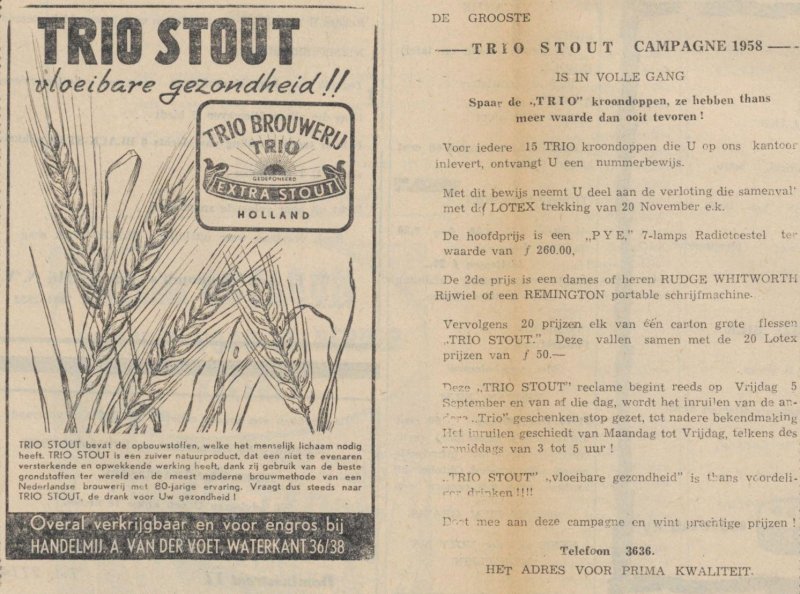 TRIO STOUT
vloeibare gezondheid!!
TRIO BROUWERIJ
TRIO
GEDEPONEERD
EXTRA STOUT
HOLLAND
TRIO STOUT bevat de opbouwstoffen, welke het menselijk lichaam nodig
heeft. TRIO STOUT is een zuiver natuurproduct, dat een niet te evenaren
versterkende en opwekkende werking heeft, dank zij gebruik van de beste
grondstoffen ter wereld en de meest moderne brouwmethode van een
Nederlandse brouwerij met 80-jarige ervaring. Vraagt dus steeds naar
TRIO STOUT, de drank voor Uw gezondheid!
Overal verkrijgbaar en voor engros bij
HANDELMIJ. A. VAN DER VOET, WATERKANT 36/38
DE GROOSTE
TRIO STOUT CAMPAGNE 1958
IS IN VOLLE GANG
Spaar de „TRIO" kroondoppen, ze hebben thans
meer waarde dan ooit tevoren!
Voor iedere 15 TRIO kroondoppen die U op ons kantoor
inlevert, ontvangt U een nummerbewijs.
Met dit bewijs neemt U deel aan de verloting die samenval'
met de LOTEX trekking van 20 November e.k.
De hoofdprijs is een „PYE," 7-lamps Radictoestel ter
waarde van ƒ 260.00,
De 2de prijs is een dames of heren RUDGE WHITWORTH
Rijwiel of een REMINGTON portable schrijfmachine.
Vervolgens 20 prijzen elk van één carton grote flessen
„TRIO STOUT." Deze vallen samen met de 20 Lotex
prijzen van ƒ 50.—
Deze „TRIO STOUT" reclame begint reeds op Vrijdag 5
September en van af die dag, wordt het inruilen van de an-
dere „Trio" geschenken stop gezet, tot nadere bekendmaking
Het inruilen geschiedt van Maandag tot Vrijdag, telkens des
namiddags van 3 to 5 uur!
„TRIO STOUT" „vloeibare gezondheid" is thans voordeli-
ger drinken!!!!
Doet mee aan deze campagne en wint prachtige prijzen!
Telefoon 3636.
HET ADRES VOOR PRIMA KWALITEIT.